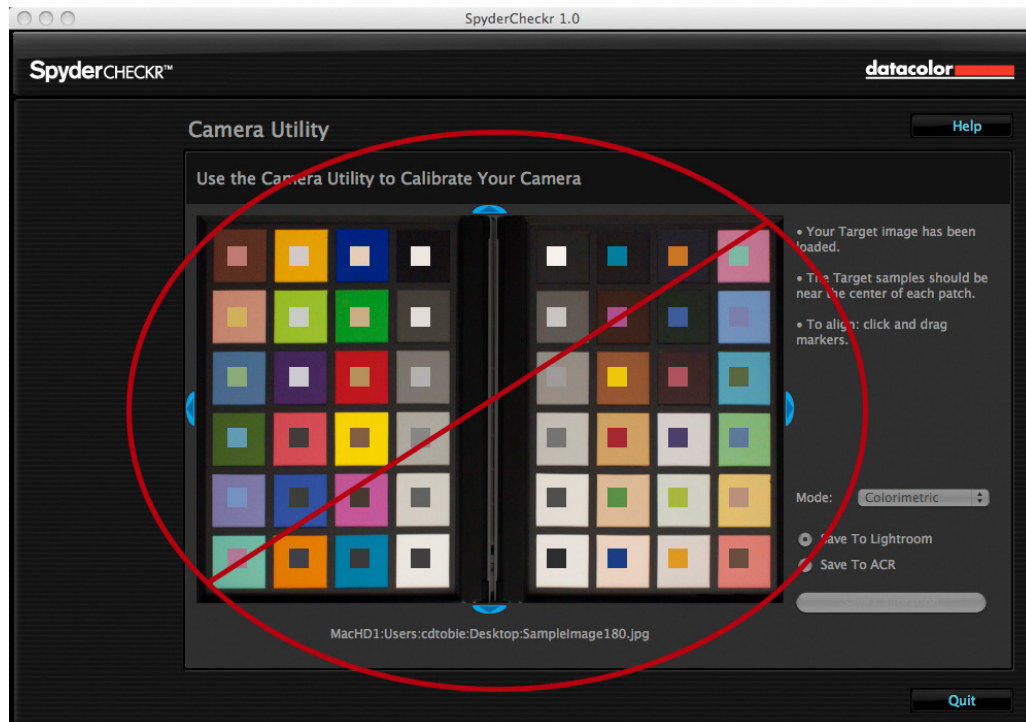 SpyderCheckr 1.0
SpyderCHECKR™
datacolor
Camera Utility
Help
Use the Camera Utility to Calibrate Your Camera
• Your Target image has been
loaded.
• The Target samples should be
near the center of each patch.
• To align: click and drag
markers.
Mode: Colorimetric
Save To Lightroom
Save To ACR
MacHD1:Users:cdtobie:Desktop:SampleImage180.jpg
Quit